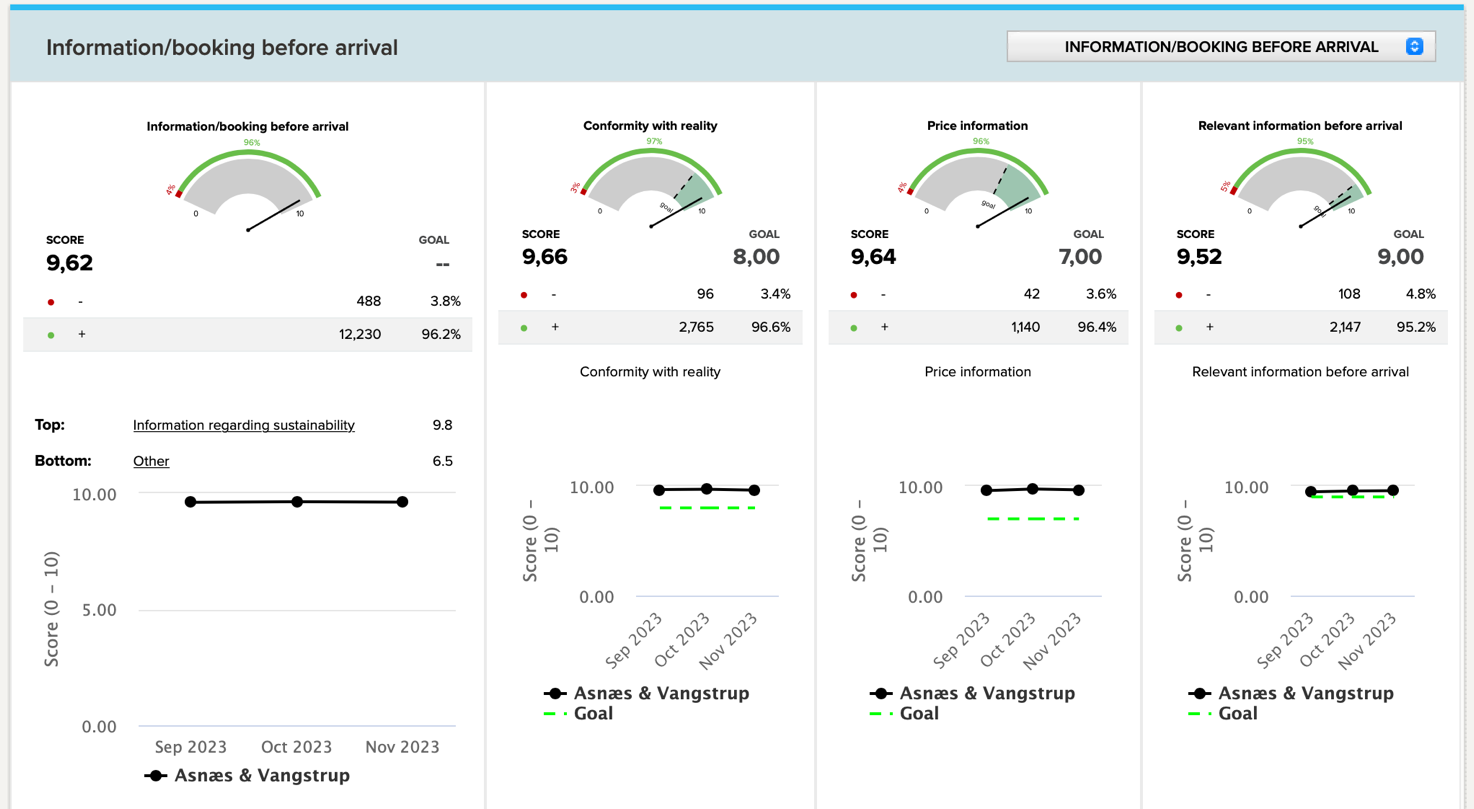 Information/booking before arrival
INFORMATION/BOOKING BEFORE ARRIVAL
Information/booking before arrival
96%
4%
0
10
SCORE
GOAL
9,62
--
- 488 3.8%
+ 12,230 96.2%
Top: Information regarding sustainability 9.8
Bottom: Other 6.5
10.00
5.00
0.00
Score (0 – 10)
Sep 2023 Oct 2023 Nov 2023
Asnæs & Vangstrup
Conformity with reality
97%
3%
goal
0
10
SCORE
GOAL
9,66
8,00
- 96 3.4%
+ 2,765 96.6%
Conformity with reality
10.00
0.00
Score (0 –
10)
Sep 2023 Oct 2023 Nov 2023
Asnæs & Vangstrup
Goal
Price information
96%
4%
goal
0
10
SCORE
GOAL
9,64
7,00
- 42 3.6%
+ 1,140 96.4%
Price information
10.00
0.00
Score (0 –
10)
Sep 2023 Oct 2023 Nov 2023
Asnæs & Vangstrup
Goal
Relevant information before arrival
95%
5%
goal
0
10
SCORE
GOAL
9,52
9,00
- 108 4.8%
+ 2,147 95.2%
Relevant information before arrival
10.00
0.00
Score (0 –
10)
Sep 2023 Oct 2023 Nov 2023
Asnæs & Vangstrup
Goal